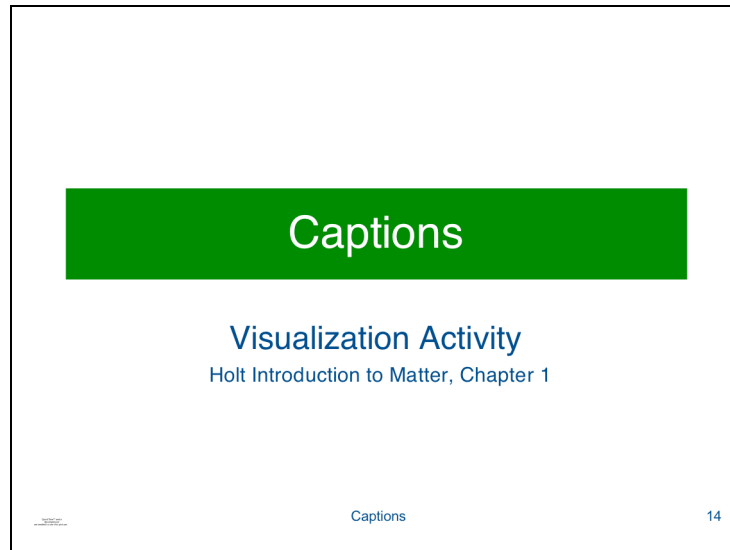 Captions
Visualization Activity
Holt Introduction to Matter, Chapter 1
Captions
14